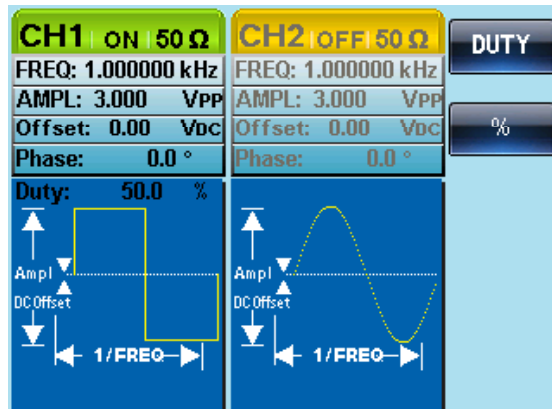 CH1 ON 50 Ω
FREQ: 1.000000 kHz
AMPL: 3.000 VPP
Offset: 0.00 VDC
Phase: 0.0 °
Duty: 50.0 %
Ampl
DC Offset
1/FREQ
CH2 OFF 50 Ω
FREQ: 1.000000 kHz
AMPL: 3.000 VPP
Offset: 0.00 VDC
Phase: 0.0 °
Ampl
DC Offset
1/FREQ
DUTY
%